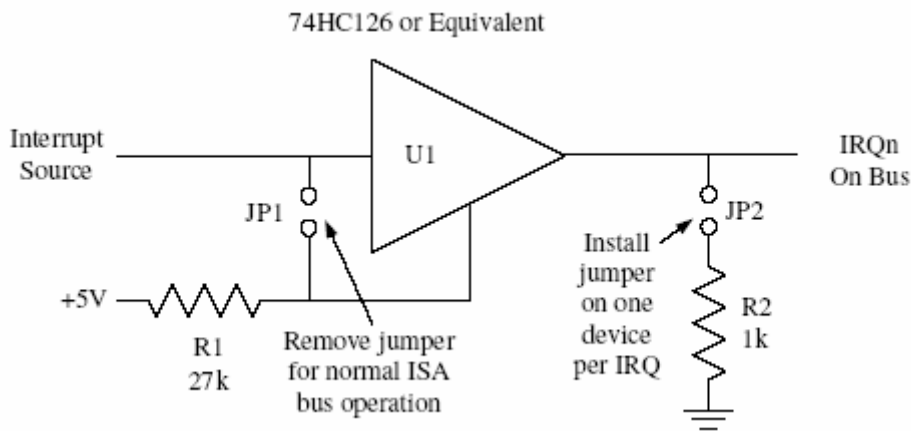 74HC126 or Equivalent
Interrupt
Source
U1
IRQn
On Bus
JP1
JP2
Install
jumper
on one
device
per IRQ
+5V
R1
27k
Remove jumper
for normal ISA
bus operation
R2
1k